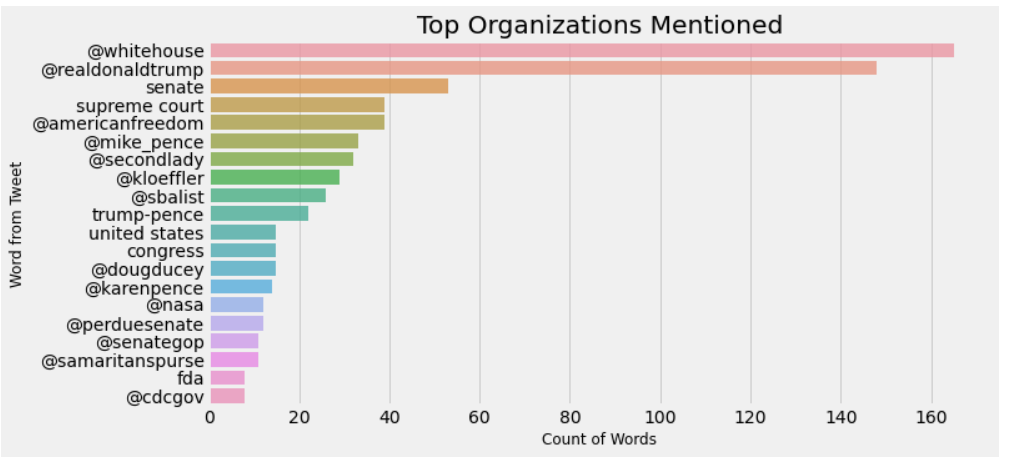 Top Organizations Mentioned
@whitehouse
@realdonaldtrump
senate
supreme court
@americanfreedom
@mike_pence
@secondlady
@kloeffler
@sbalist
trump-pence
united states
congress
@dougducey
@karenpence
@nasa
@perduesenate
@senategop
@samaritanspurse
fda
@cdcgov
Word from Tweet
0 20 40 60 80 100 120 140 160
Count of Words